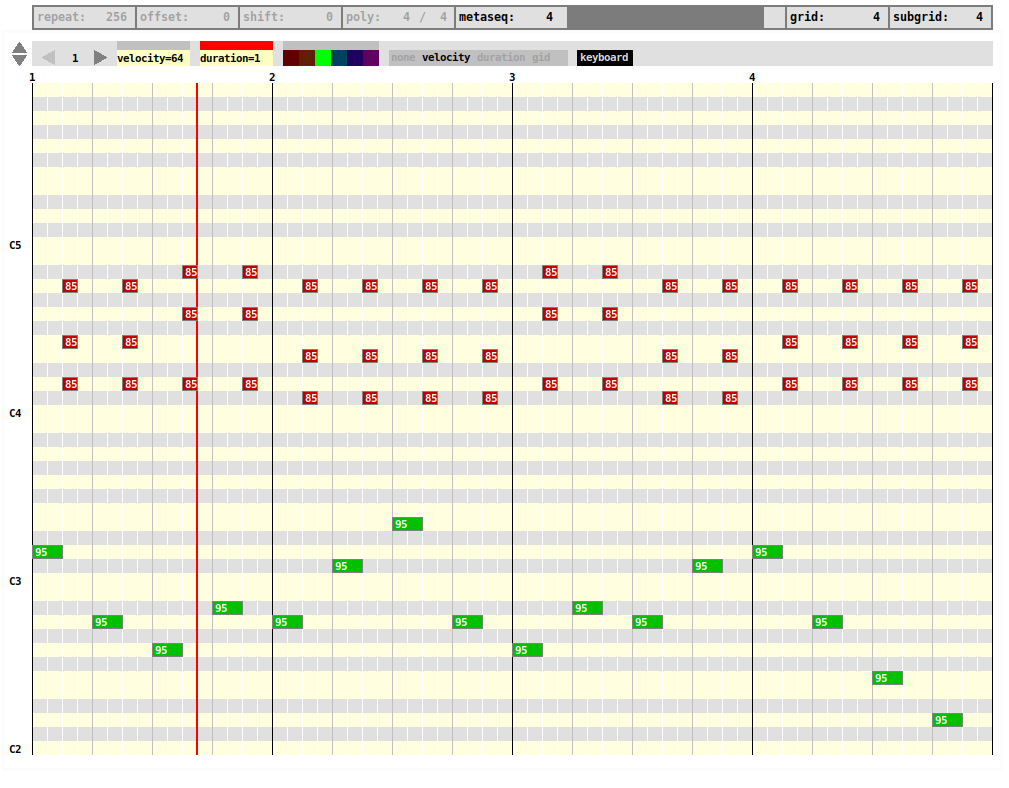 repeat: 256 offset: 0 shift: 0 poly: 4 / 4 metaseq: 4 grid: 4 subgrid: 4
1 velocity=64 duration=1 none velocity duration gid keyboard
1 2 3 4
C5
85 85 85 85
85 85 85 85 85 85 85 85 85 85 85 85
85 85 85 85
85 85 85 85 85 85
85 85 85 85 85 85
85 85 85 85 85 85 85 85 85 85
85 85 85 85 85 85
C4
95
95
95 95 95
C3
95 95
95 95 95 95 95
95 95
95
95
C2